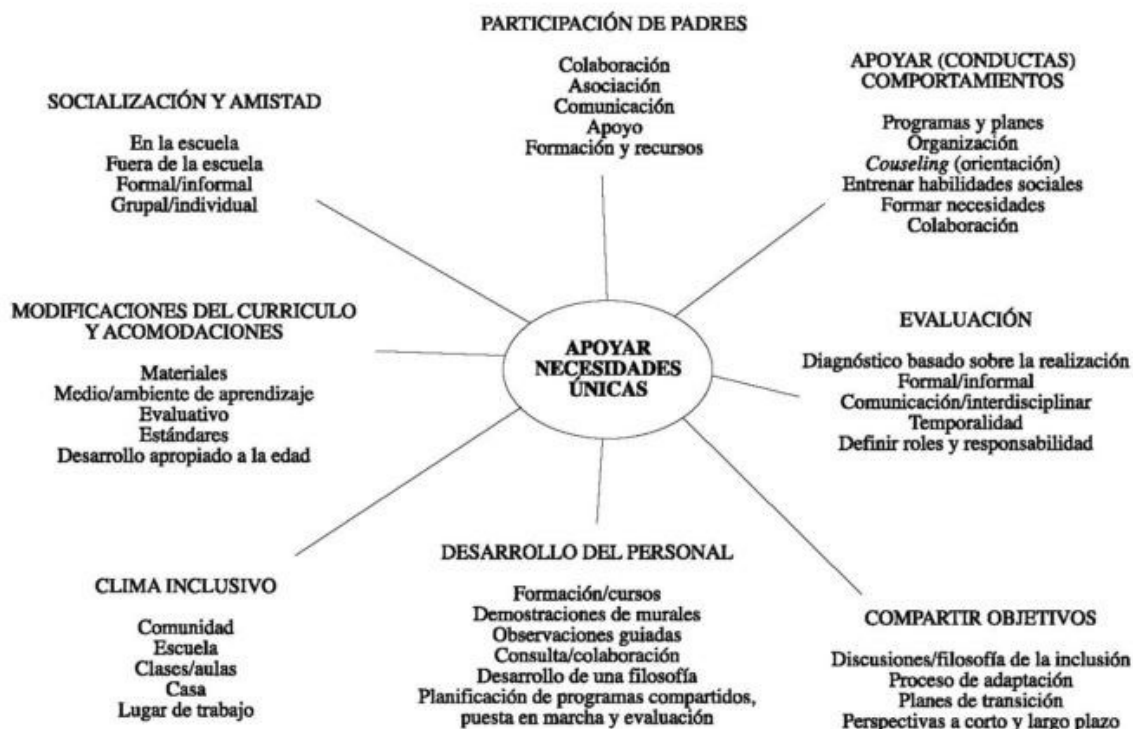 PARTICIPACIÓN DE PADRES
Colaboración
Asociación
Comunicación
Apoyo
Formación y recursos
APOYAR (CONDUCTAS)
COMPORTAMIENTOS
Programas y planes
Organización
Couseling (orientación)
Entrenar habilidades sociales
Formar necesidades
Colaboración
SOCIALIZACIÓN Y AMISTAD
En la escuela
Fuera de la escuela
Formal/informal
Grupal/individual
MODIFICACIONES DEL CURRICULO
Y ACOMODACIONES
Materiales
Medio/ambiente de aprendizaje
Evaluativo
Estándares
Desarrollo apropiado a la edad
APOYAR
NECESIDADES
ÚNICAS
EVALUACIÓN
Diagnóstico basado sobre la realización
Formal/informal
Comunicación/interdisciplinar
Temporalidad
Definir roles y responsabilidad
CLIMA INCLUSIVO
Comunidad
Escuela
Clases/aulas
Casa
Lugar de trabajo
DESARROLLO DEL PERSONAL
Formación/cursos
Demostraciones de murales
Observaciones guiadas
Consulta/colaboración
Desarrollo de una filosofía
Planificación de programas compartidos,
puesta en marcha y evaluación
COMPARTIR OBJETIVOS
Discusiones/filosofía de la inclusión
Proceso de adaptación
Planes de transición
Perspectivas a corto y largo plazo